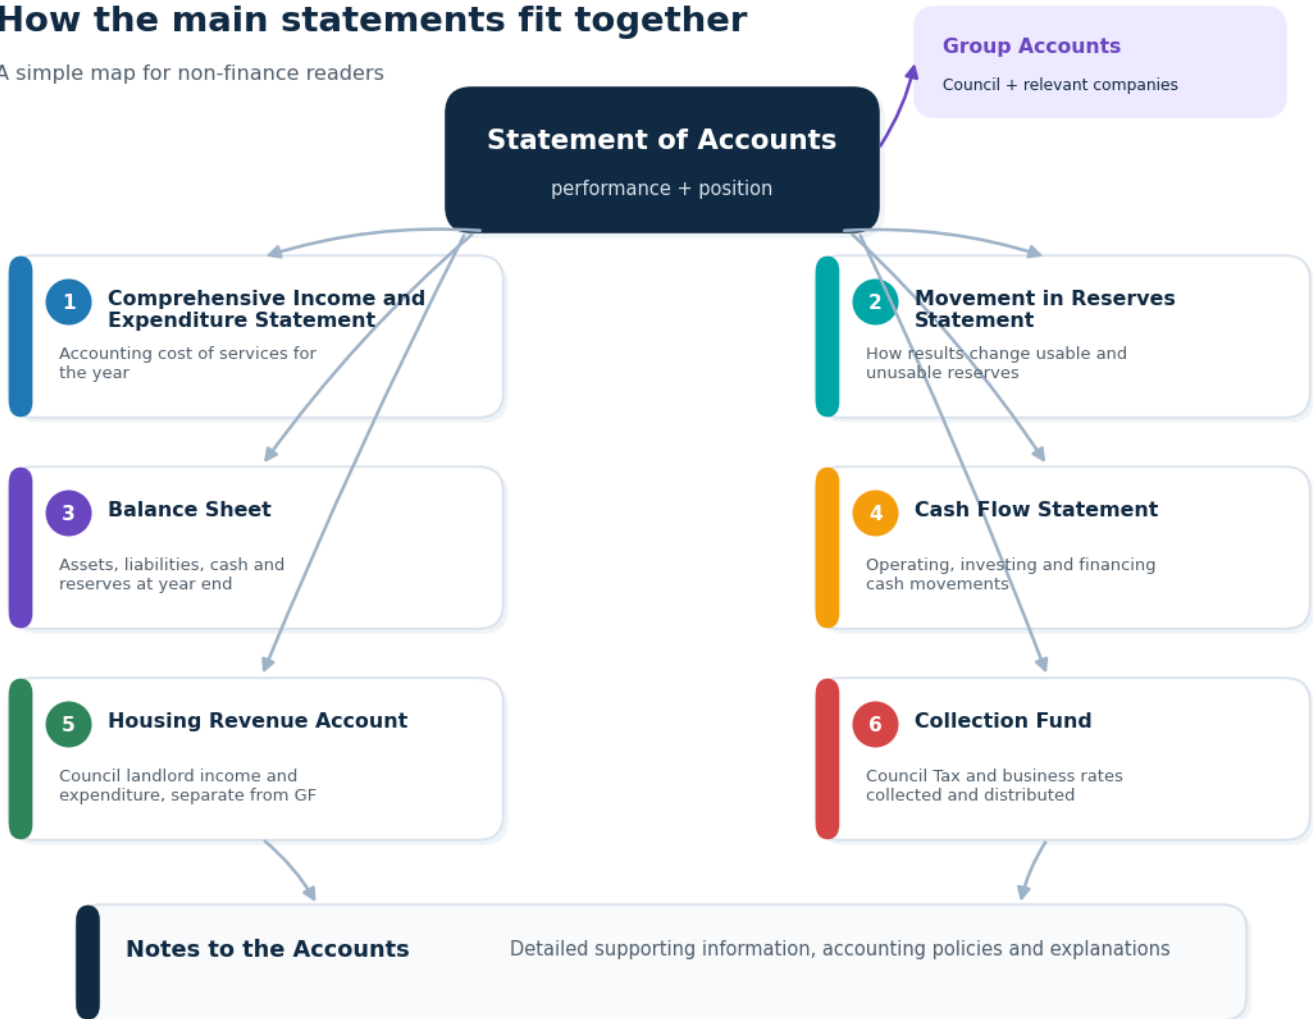 How the main statements fit together
A simple map for non-finance readers
Group Accounts
Council + relevant companies
Statement of Accounts
performance + position
1
Comprehensive Income and
Expenditure Statement
Accounting cost of services for
the year
2
Movement in Reserves
Statement
How results change usable and
unusable reserves
3
Balance Sheet
Assets, liabilities, cash and
reserves at year end
4
Cash Flow Statement
Operating, investing and financing
cash movements
5
Housing Revenue Account
Council landlord income and
expenditure, separate from GF
6
Collection Fund
Council Tax and business rates
collected and distributed
Notes to the Accounts
Detailed supporting information, accounting policies and explanations